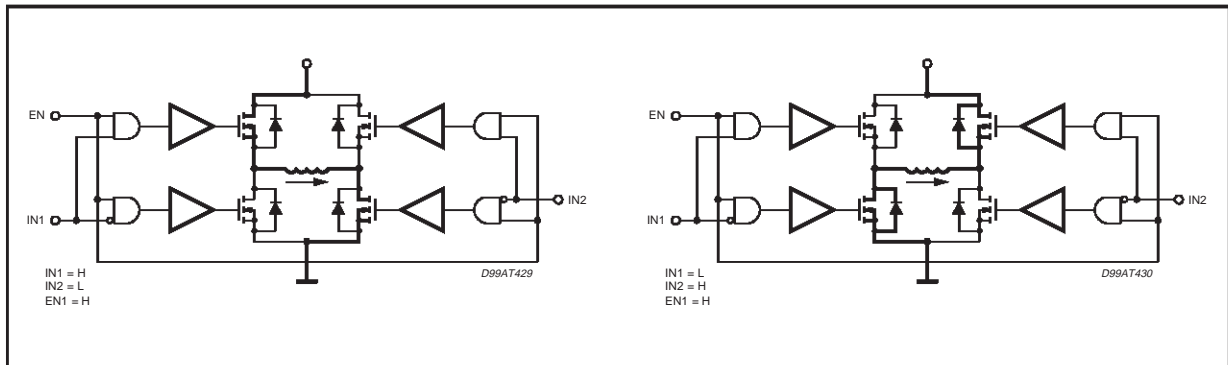 EN
IN1
IN2
IN1 = H
IN2 = L
EN1 = H
D99AT429
EN
IN1
IN2
IN1 = L
IN2 = H
EN1 = H
D99AT430